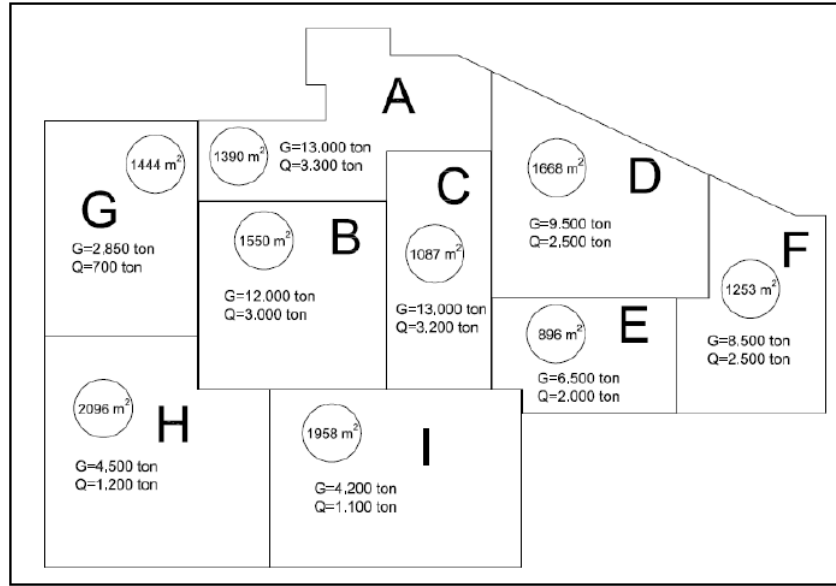 A
1390 m²
G=13.000 ton
Q=3.300 ton
G
1444 m²
G=2.850 ton
Q=700 ton
B
1550 m²
G=12.000 ton
Q=3.000 ton
C
1087 m²
G=13,000 ton
Q=3,200 ton
D
1668 m²
G=9.500 ton
Q=2,500 ton
E
896 m²
G=6.500 ton
Q=2.000 ton
F
1253 m²
G=8.500 ton
Q=2.500 ton
H
2096 m²
G=4,500 ton
Q=1.200 ton
I
1958 m²
G=4,200 ton
Q=1.100 ton